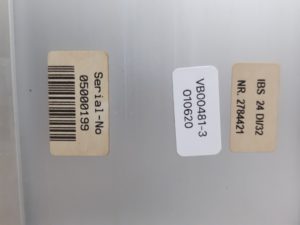 Serial-No
05000199
VB00481-3
010620
IBS 24 DI/32
NR. 2784421